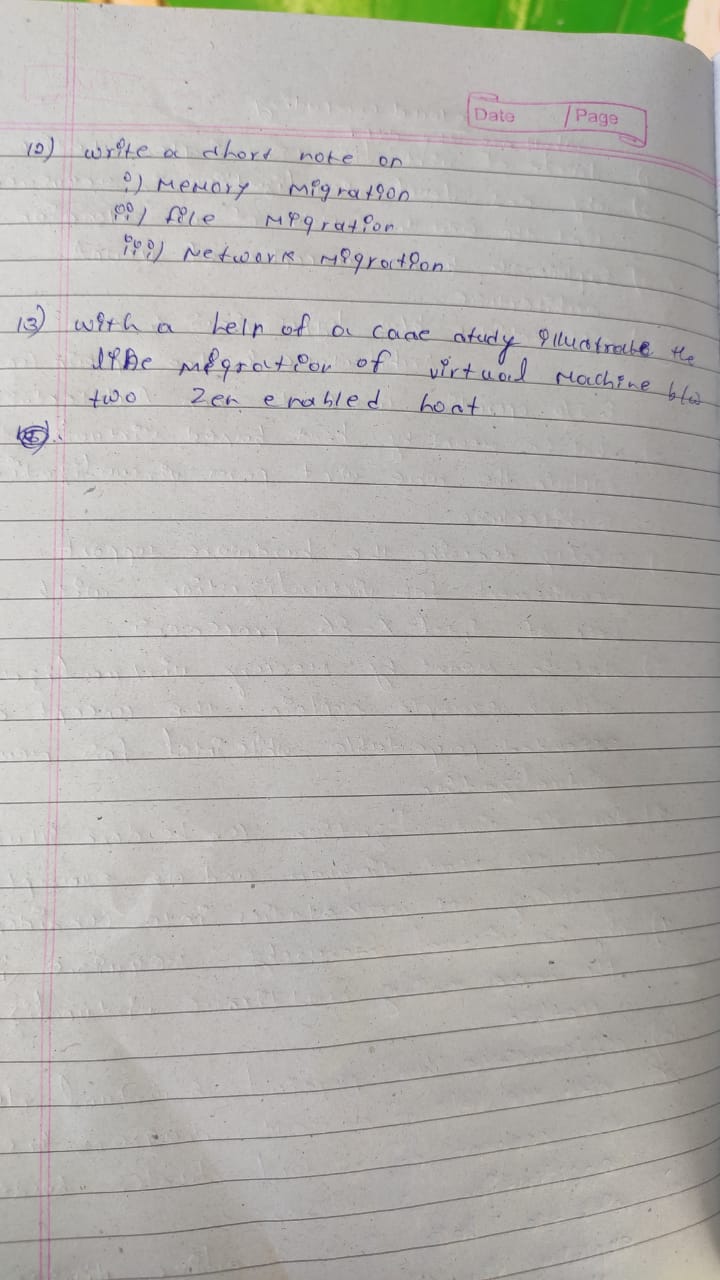 Date / Page
12) write a short note on
i) Memory Migration
ii) file Migration
iii) Network Migration
13) with a help of a case study illustrate the
live migration of virtual Machine b/w
two Zen enabled host